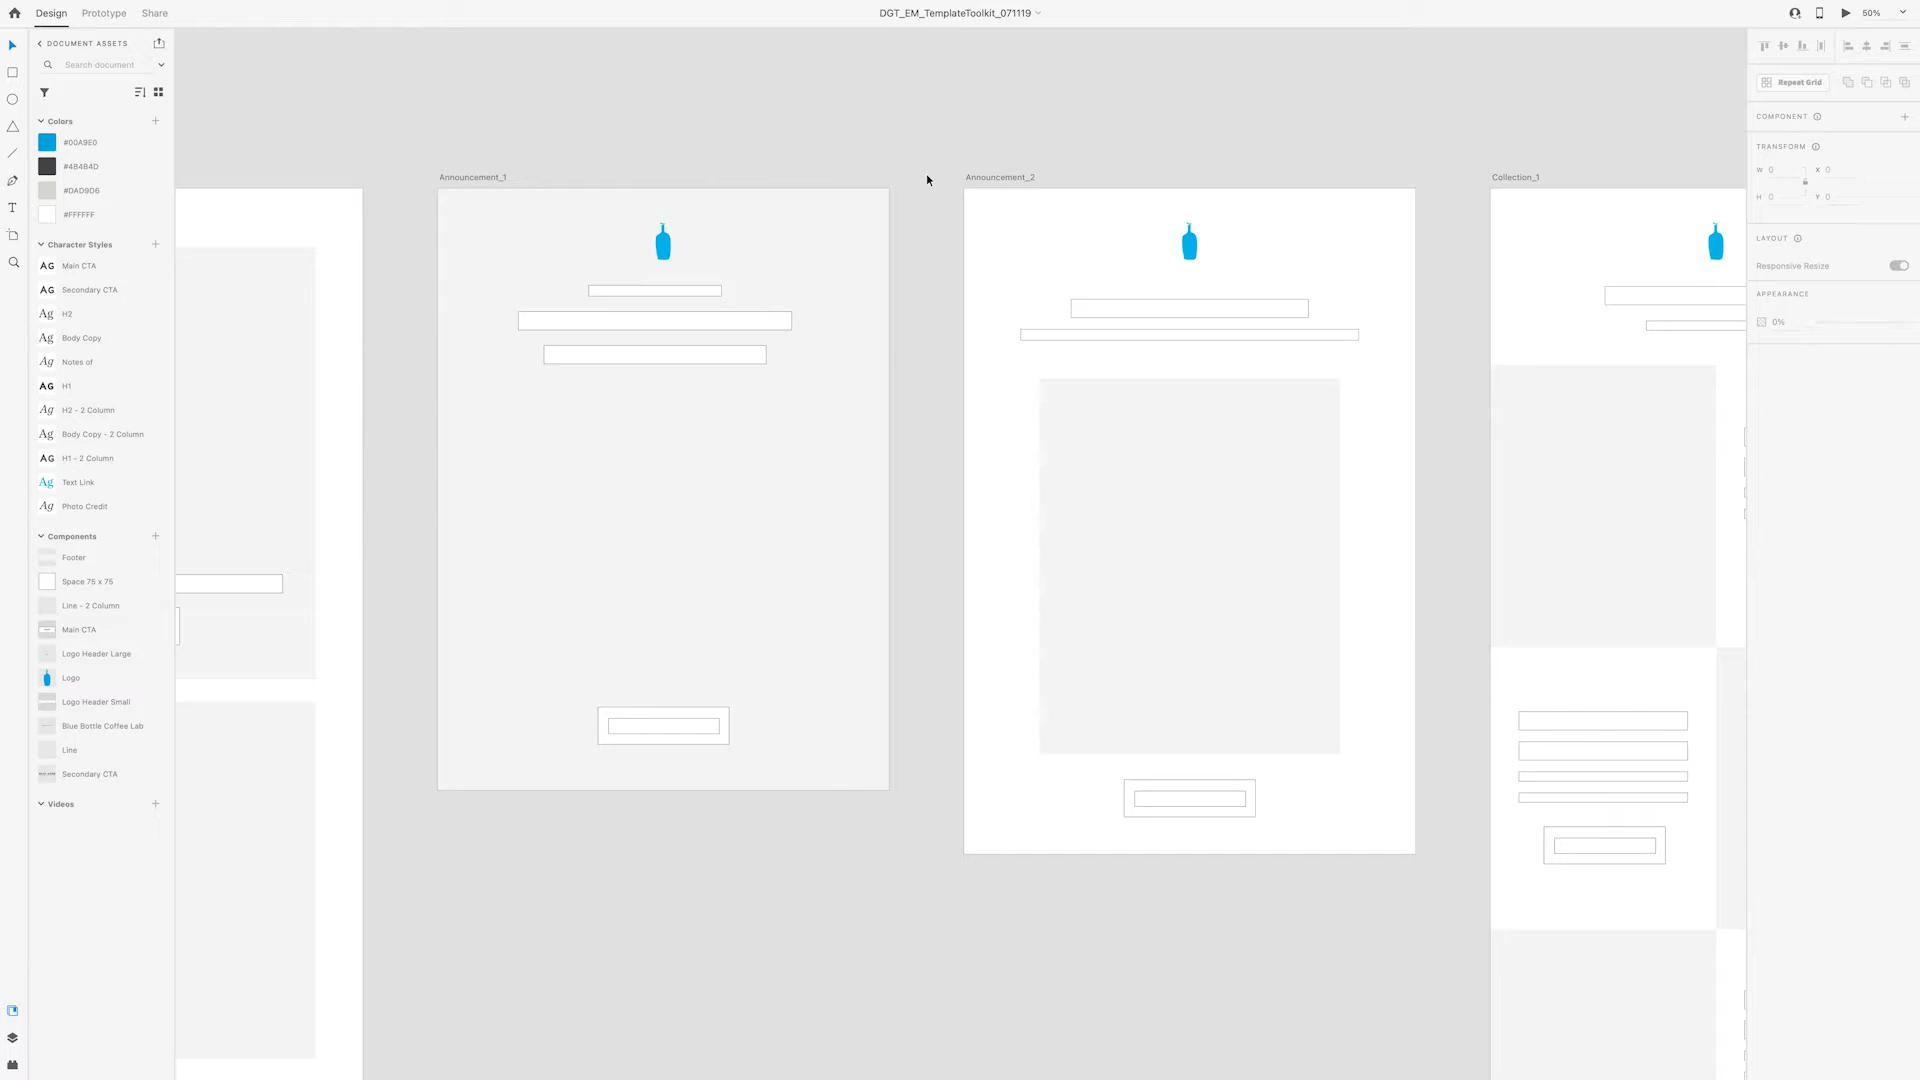 Design Prototype Share
DGT_EM_TemplateToolkit_071119
50%
DOCUMENT ASSETS
Search document
Colors
#00A9E0
#4B4B4D
#DAD9D6
#FFFFFF
Character Styles
AG Main CTA
AG Secondary CTA
Ag H2
Ag Body Copy
Ag Notes of
AG H1
Ag H2 - 2 Column
Ag Body Copy - 2 Column
AG H1 - 2 Column
Ag Text Link
Ag Photo Credit
Components
Footer
Space 75 x 75
Line - 2 Column
Main CTA
Logo Header Large
Logo
Logo Header Small
Blue Bottle Coffee Lab
Line
Secondary CTA
Videos
Announcement_1
Announcement_2
Collection_1
Repeat Grid
COMPONENT
TRANSFORM
W 0 X 0
H 0 Y 0
LAYOUT
Responsive Resize
APPEARANCE
0%